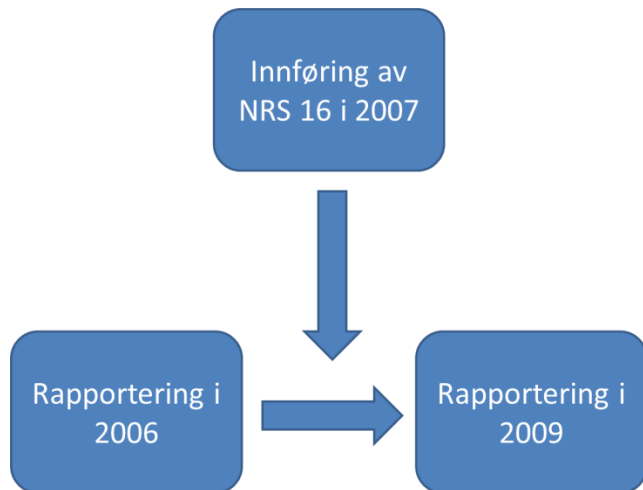 Innføring av
NRS 16 i 2007
Rapportering i
2006
Rapportering i
2009